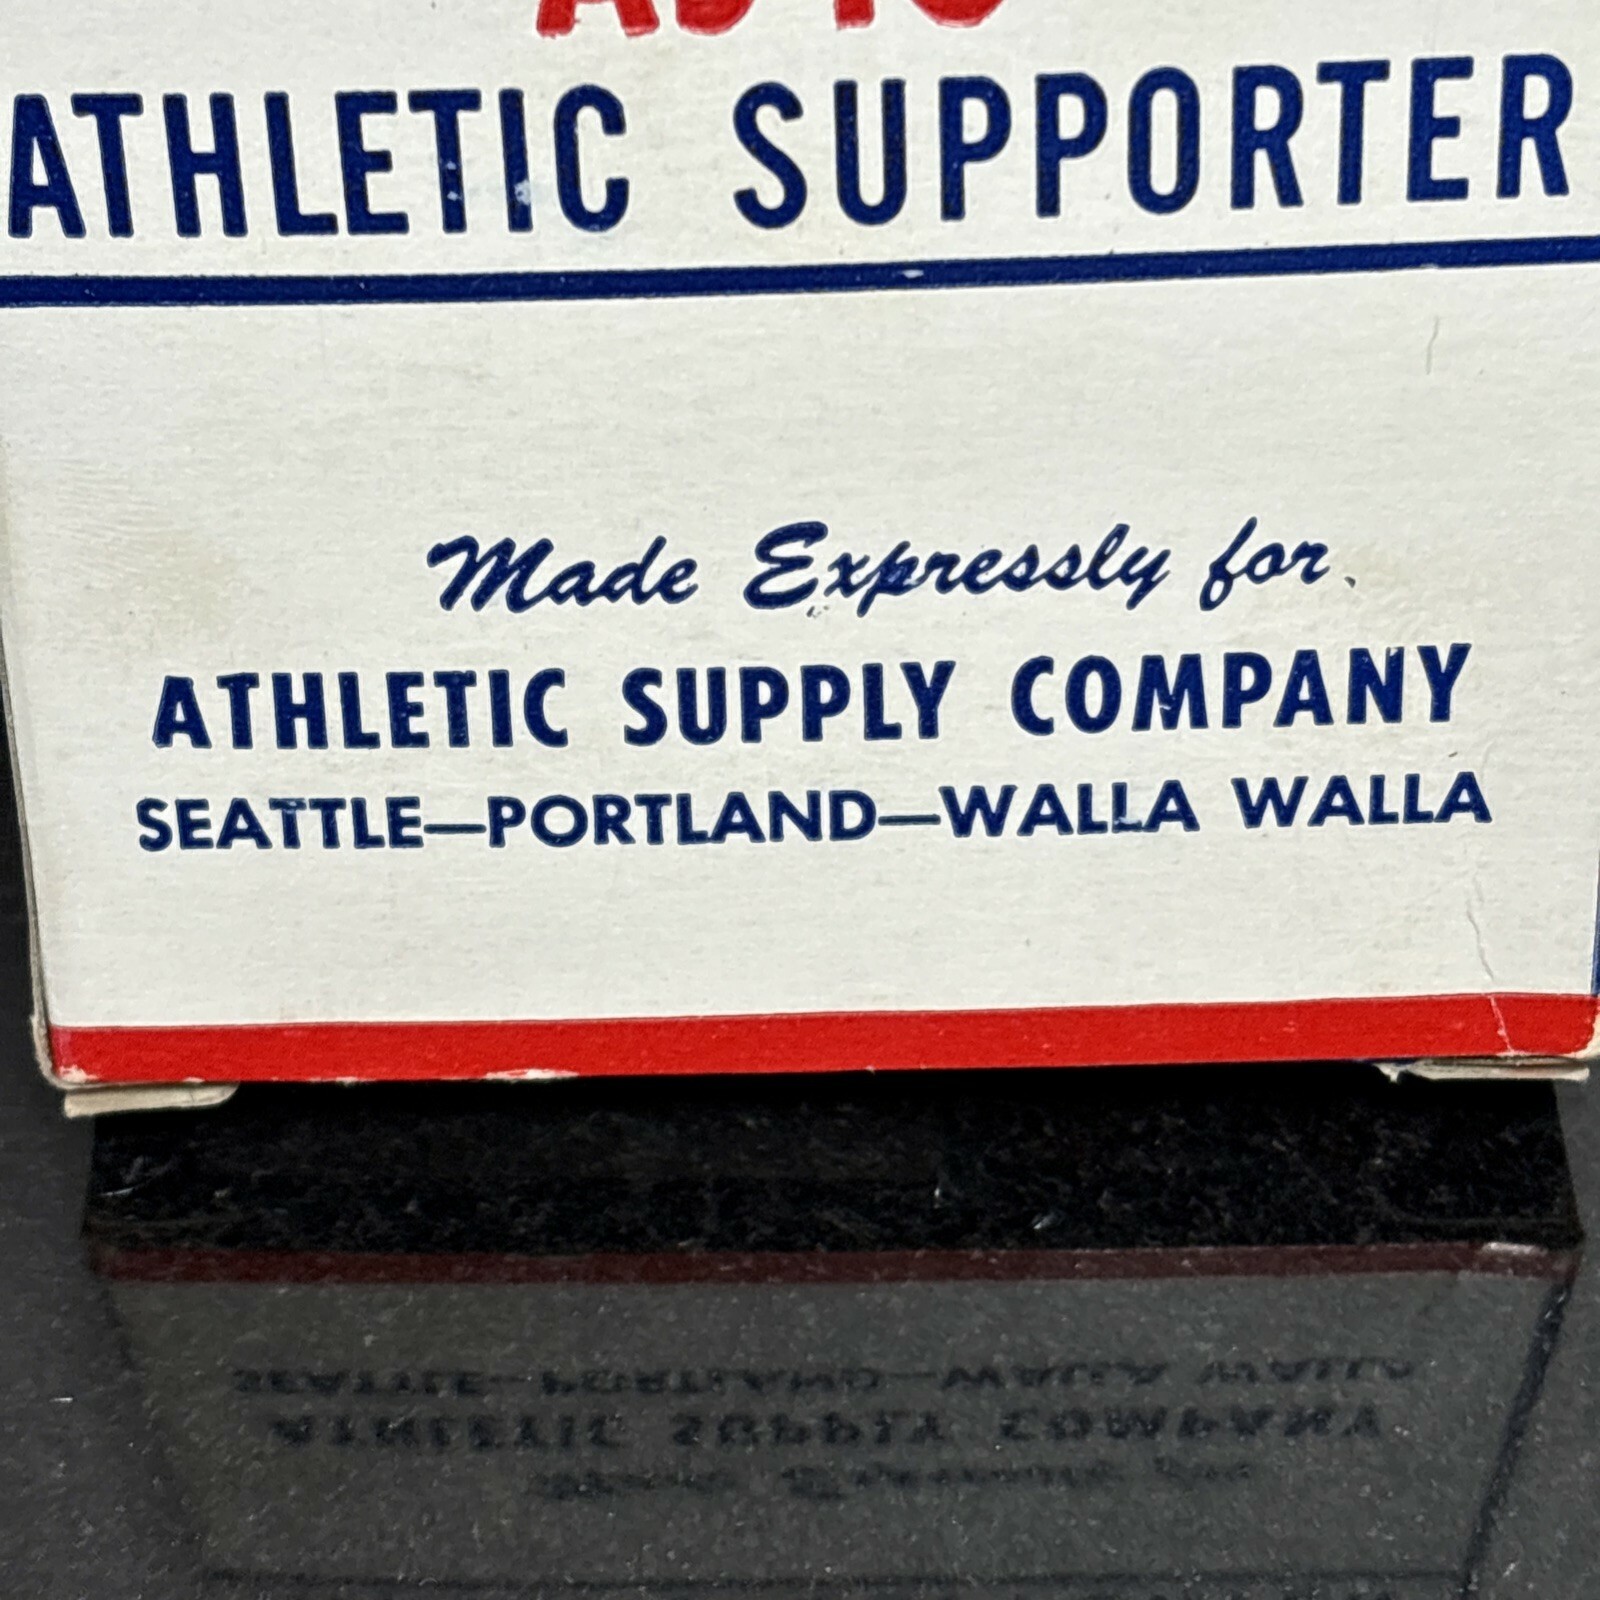 ATHLETIC SUPPORTER
Made Expressly for
ATHLETIC SUPPLY COMPANY
SEATTLE—PORTLAND—WALLA WALLA